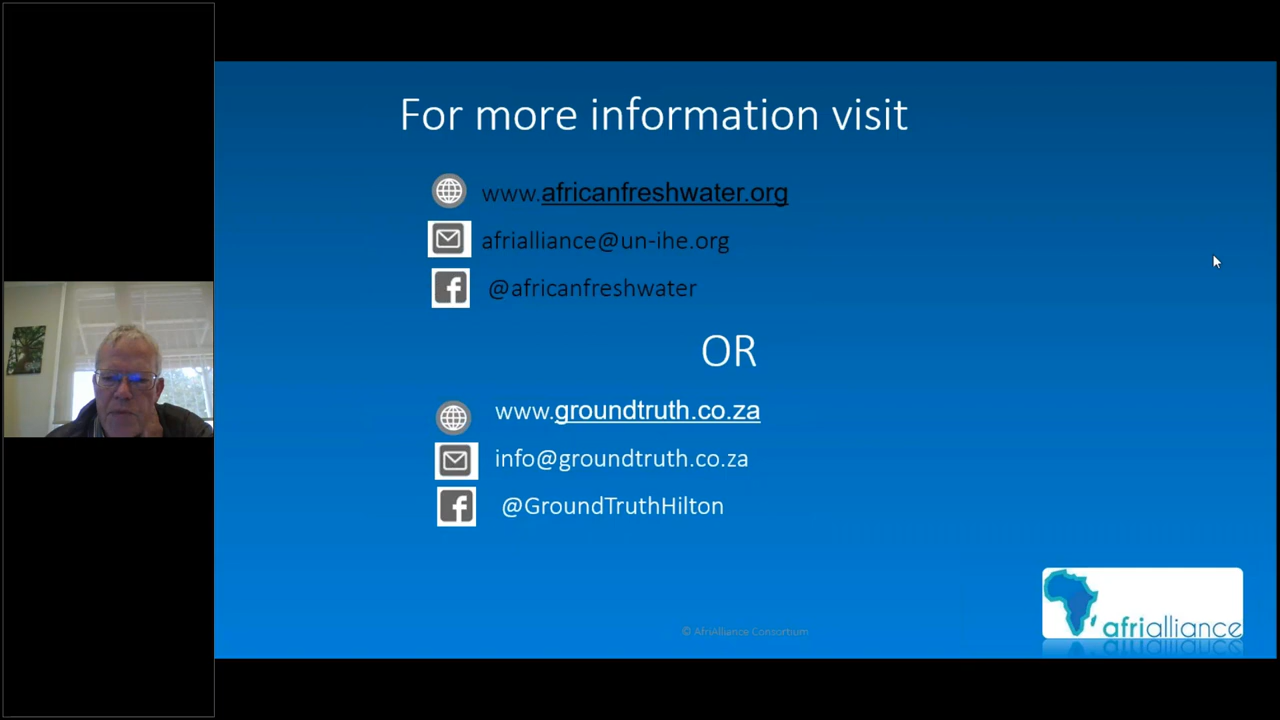 For more information visit
www.africanfreshwater.org
afrialliance@un-ihe.org
@africanfreshwater
OR
www.groundtruth.co.za
info@groundtruth.co.za
@GroundTruthHilton
© AfriAlliance Consortium
afrialliance